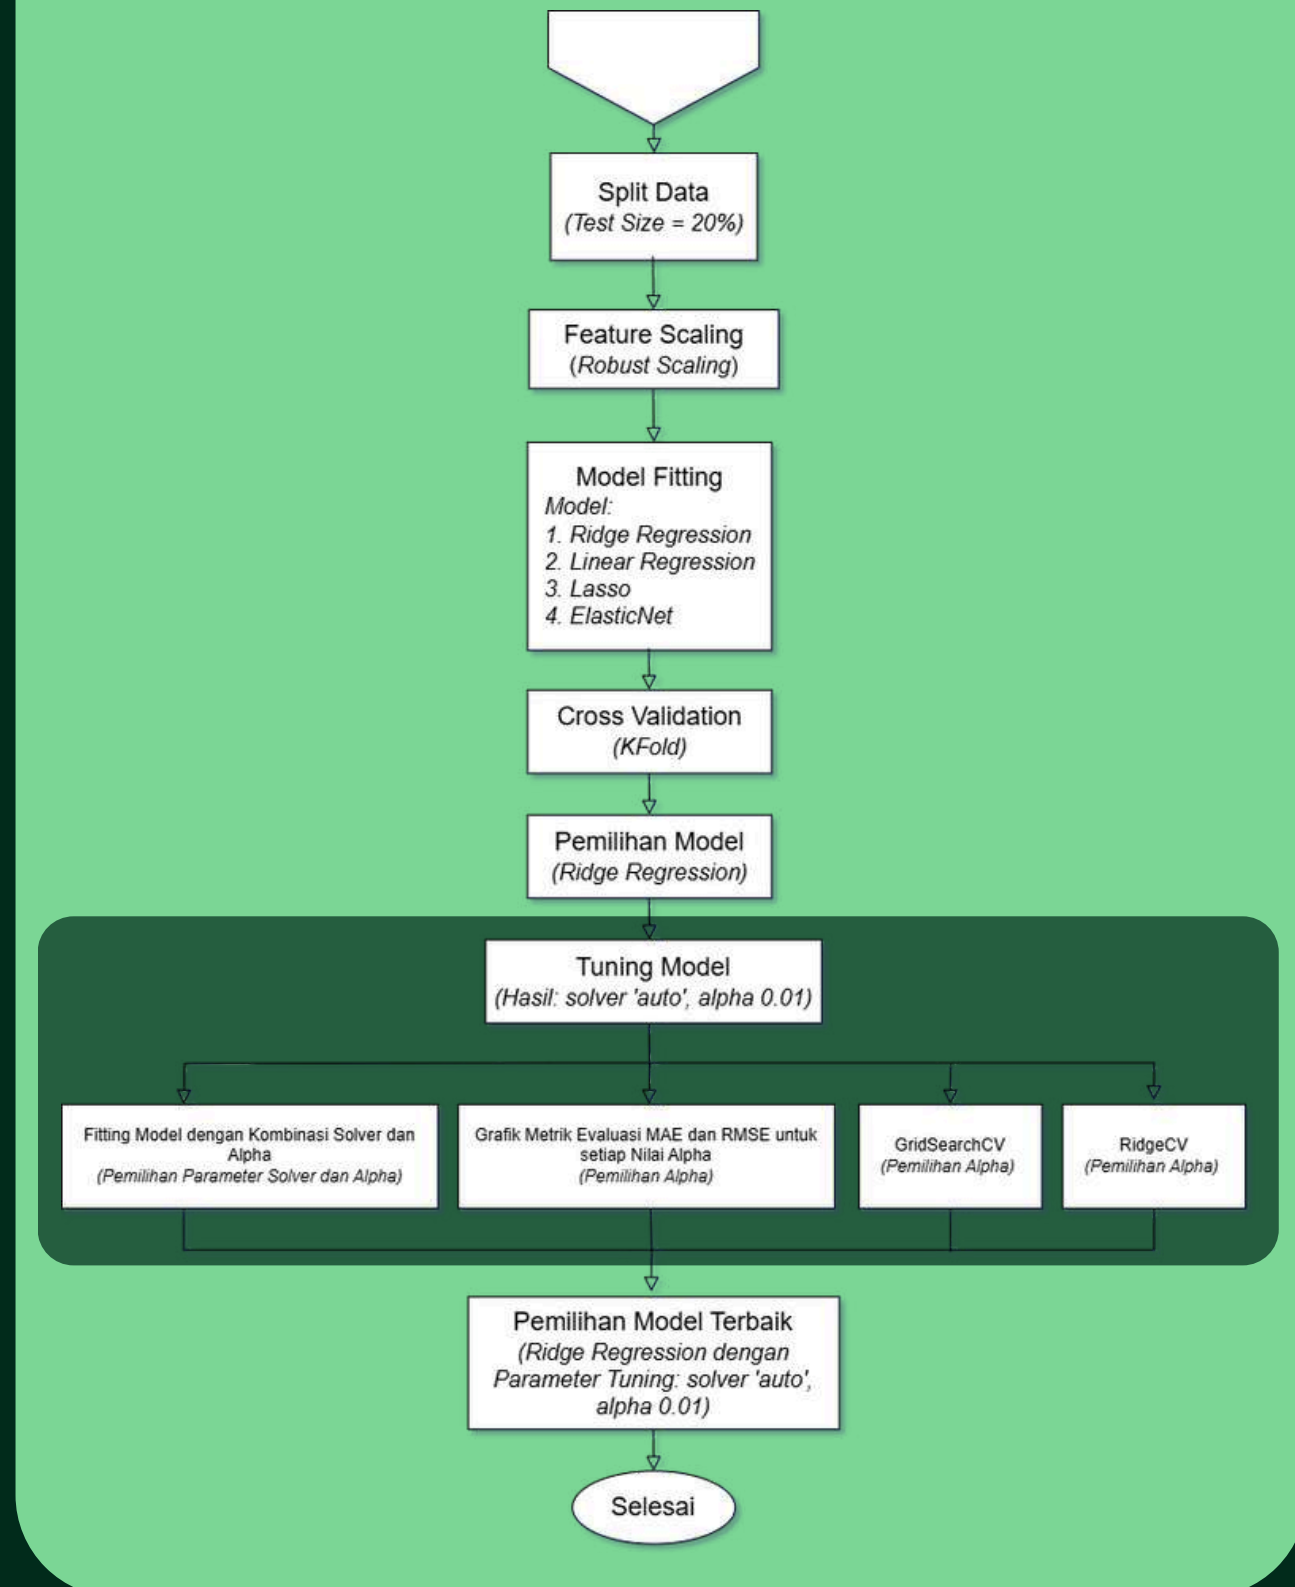 Split Data
(Test Size = 20%)
Feature Scaling
(Robust Scaling)
Model Fitting
Model:
1. Ridge Regression
2. Linear Regression
3. Lasso
4. ElasticNet
Cross Validation
(KFold)
Pemilihan Model
(Ridge Regression)
Tuning Model
(Hasil: solver 'auto', alpha 0.01)
Fitting Model dengan Kombinasi Solver dan
Alpha
(Pemilihan Parameter Solver dan Alpha)
Grafik Metrik Evaluasi MAE dan RMSE untuk
setiap Nilai Alpha
(Pemilihan Alpha)
GridSearchCV
(Pemilihan Alpha)
RidgeCV
(Pemilihan Alpha)
Pemilihan Model Terbaik
(Ridge Regression dengan
Parameter Tuning: solver 'auto',
alpha 0.01)
Selesai